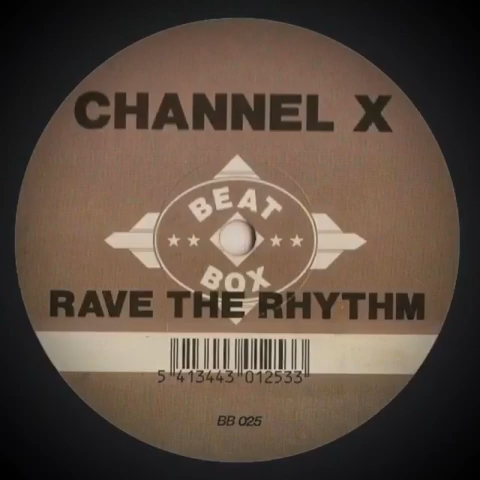 CHANNEL X
BEAT
BOX
RAVE THE RHYTHM
5 413443 012533
BB 025